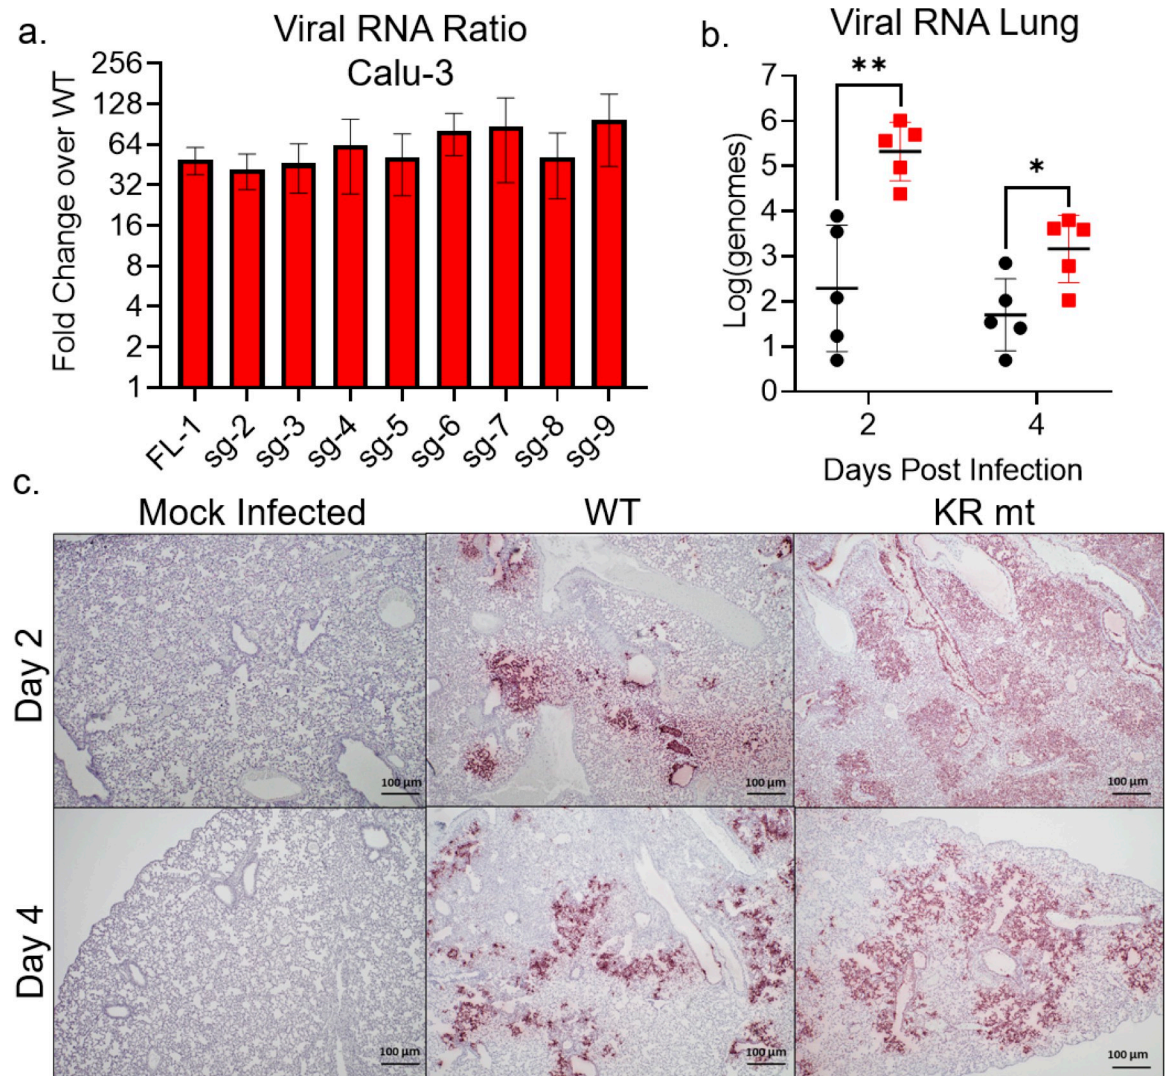 a.
Viral RNA Ratio
Calu-3
Fold Change over WT
256
128
64
32
16
8
4
2
1
FL-1
sg-2
sg-3
sg-4
sg-5
sg-6
sg-7
sg-8
sg-9
b.
Viral RNA Lung
Log(genomes)
7
6
5
4
3
2
1
0
**
*
2
4
Days Post Infection
c.
Mock Infected
WT
KR mt
Day 2
100 µm
100 µm
100 µm
Day 4
100 µm
100 µm
100 µm